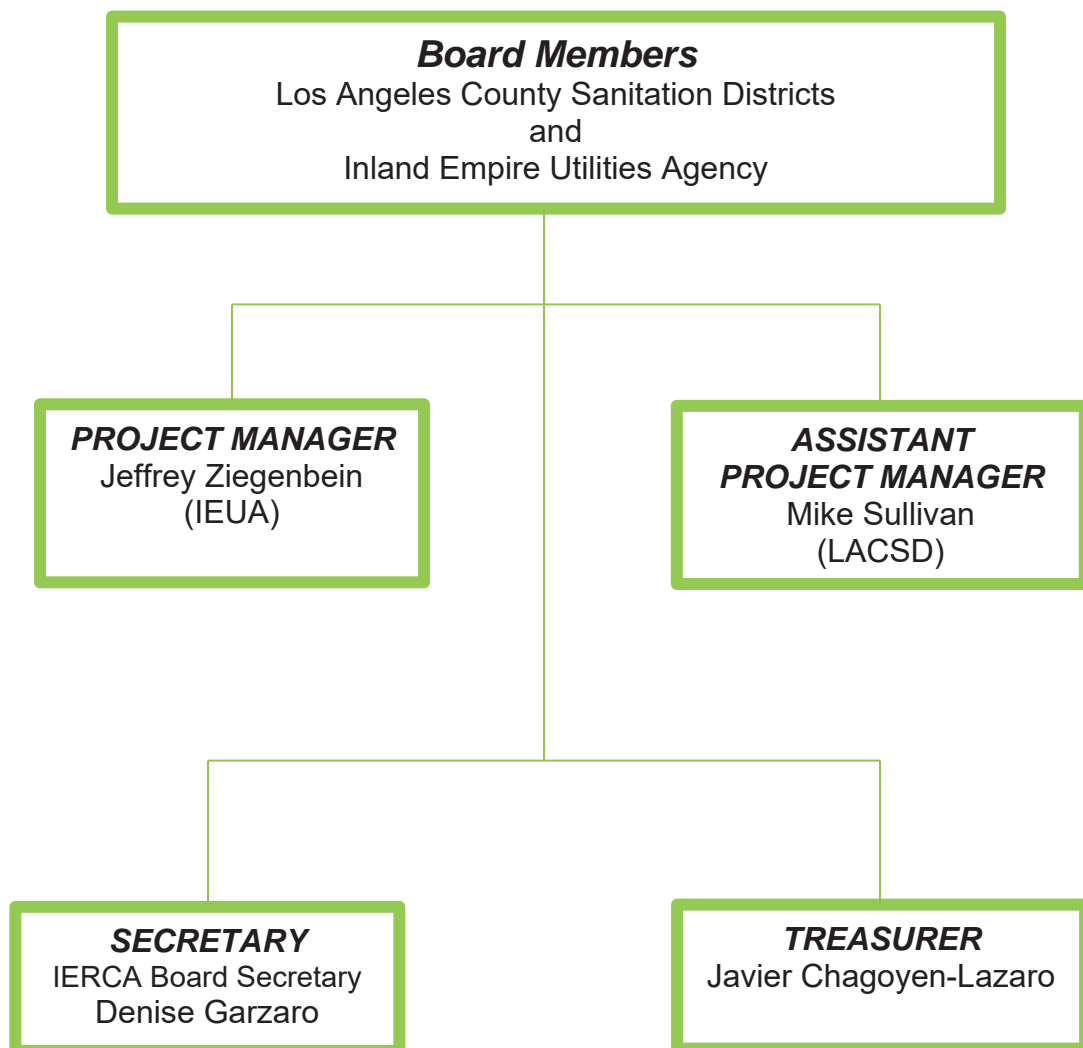 Board Members
Los Angeles County Sanitation Districts
and
Inland Empire Utilities Agency
PROJECT MANAGER
Jeffrey Ziegenbein
(IEUA)
ASSISTANT
PROJECT MANAGER
Mike Sullivan
(LACSD)
SECRETARY
IERCA Board Secretary
Denise Garzaro
TREASURER
Javier Chagoyen-Lazaro